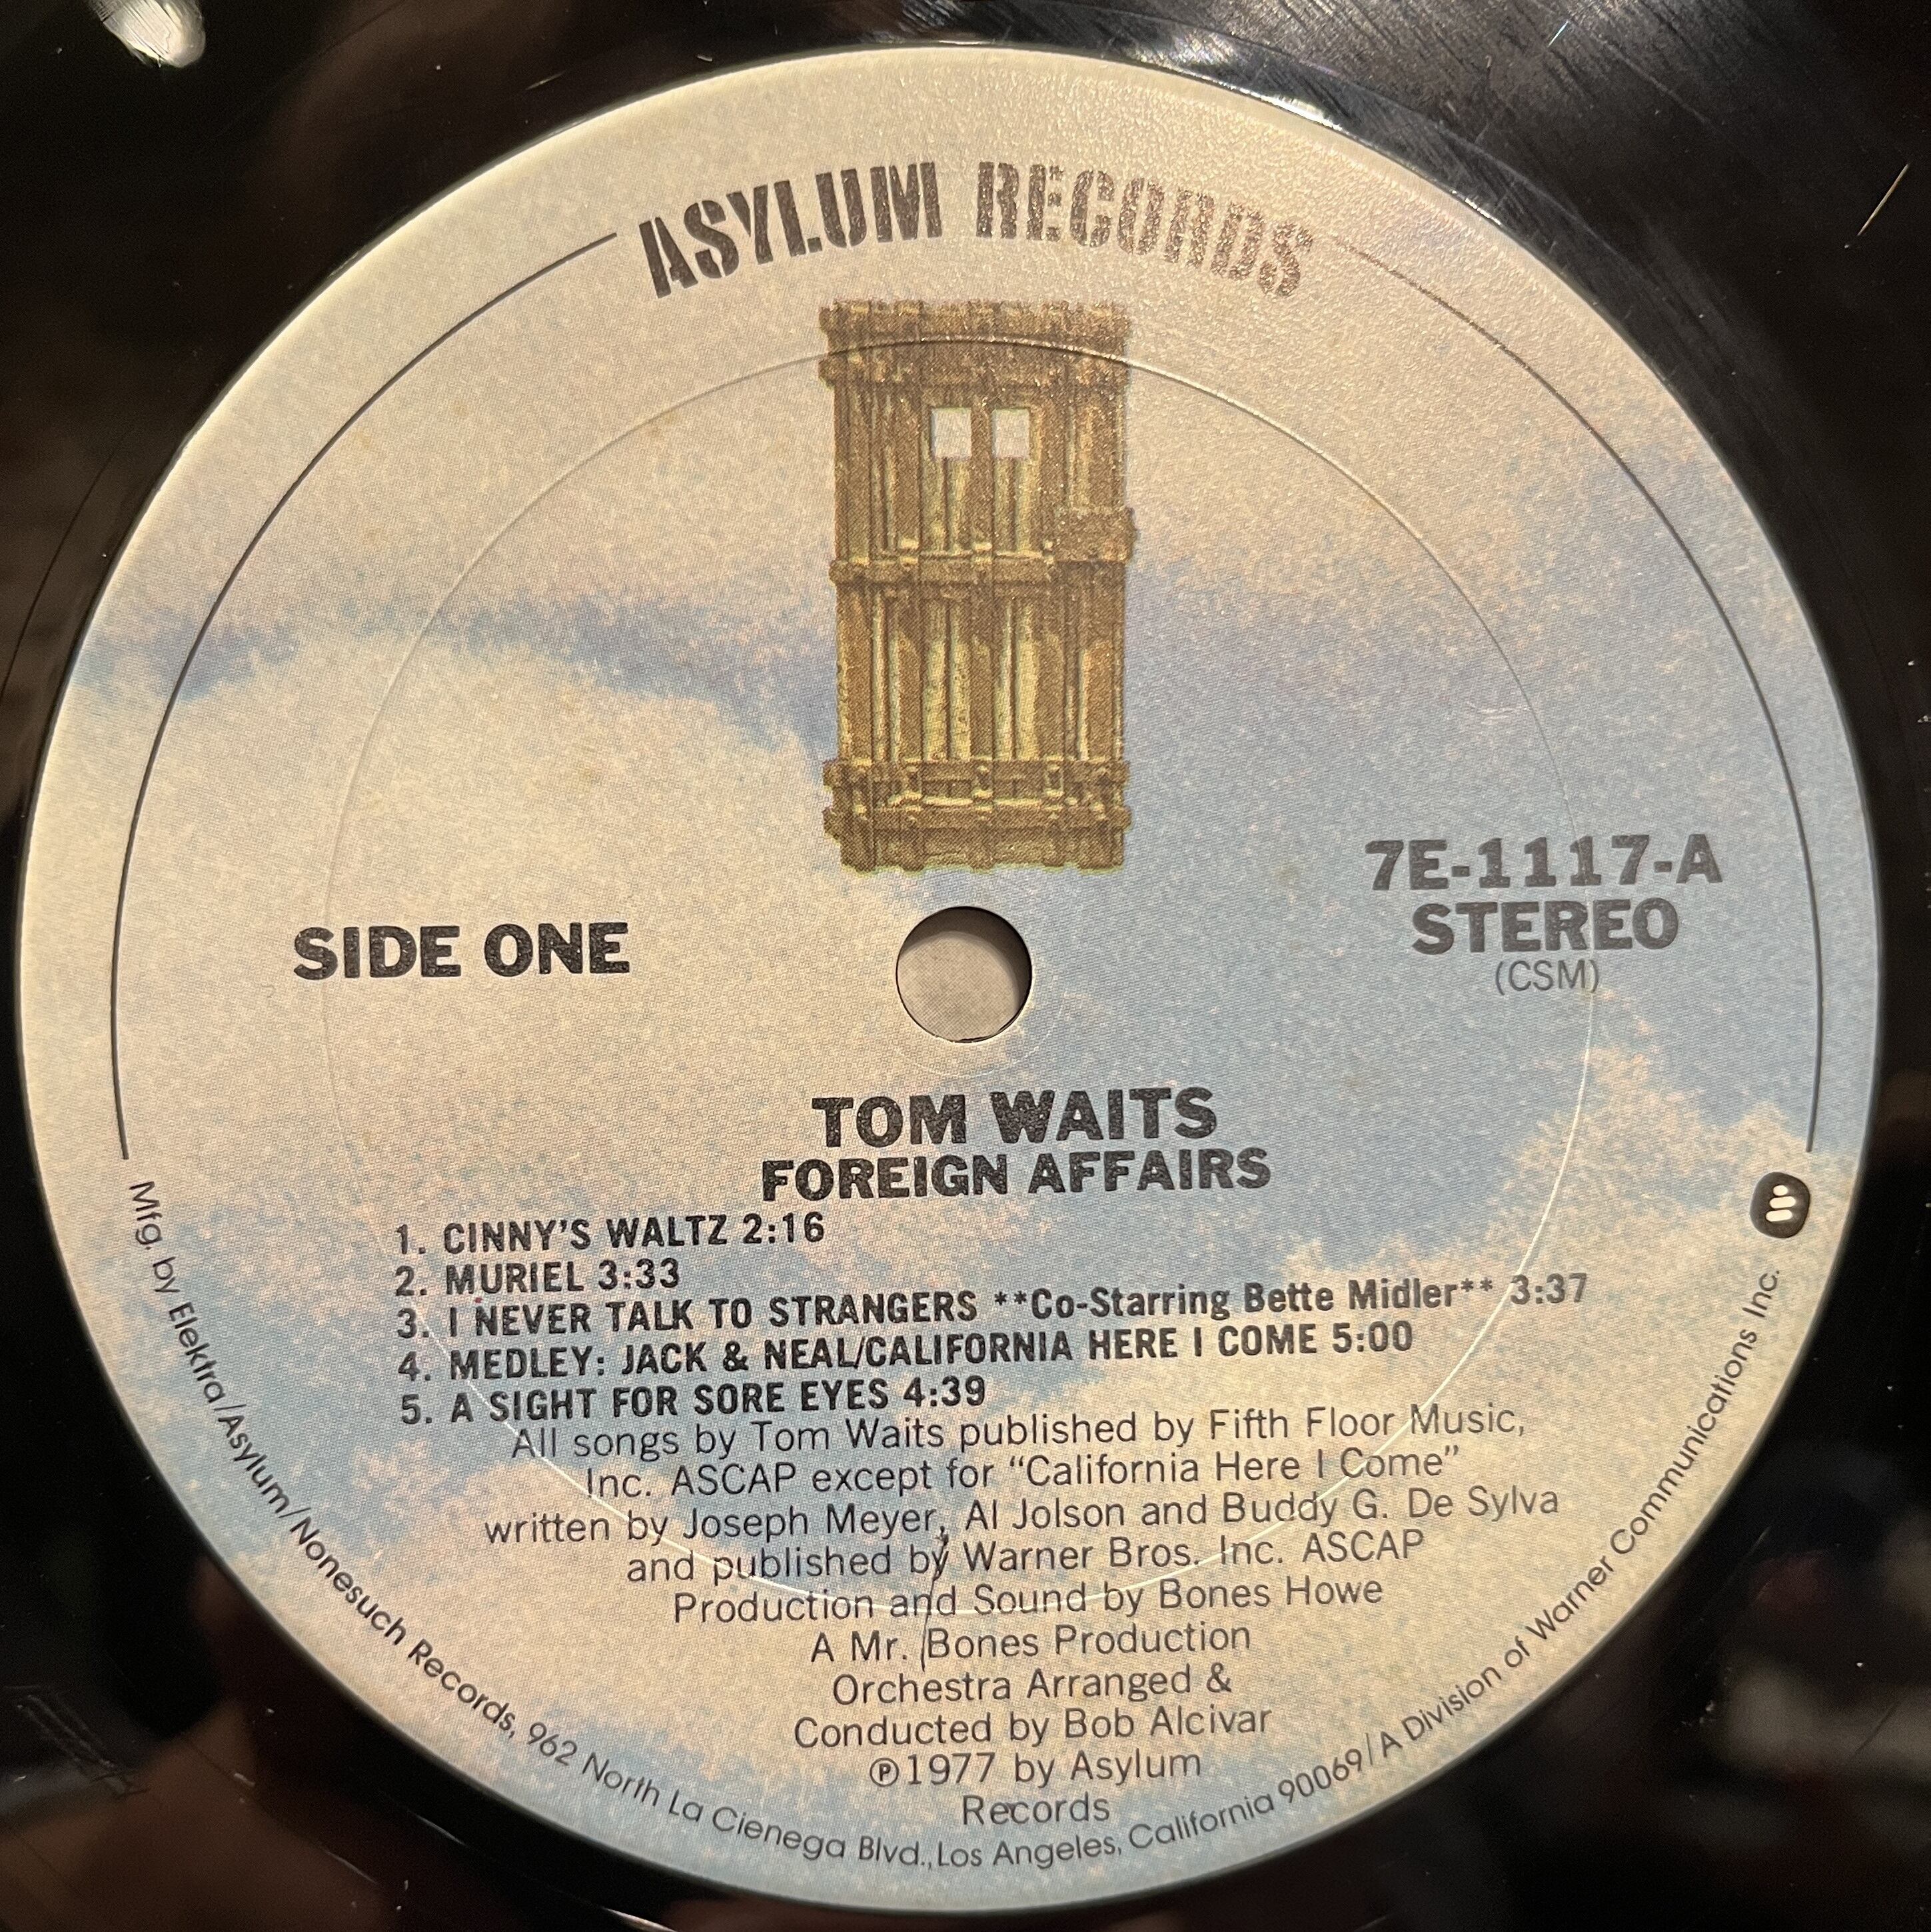 ASYLUM RECORDS
7E-1117-A
SIDE ONE
STEREO
(CSM)
TOM WAITS
FOREIGN AFFAIRS
1. CINNY'S WALTZ 2:16
2. MURIEL 3:33
3. I NEVER TALK TO STRANGERS **Co-Starring Bette Midler** 3:37
4. MEDLEY: JACK & NEAL/CALIFORNIA HERE I COME 5:00
5. A SIGHT FOR SORE EYES 4:39
All songs by Tom Waits published by Fifth Floor Music,
Inc. ASCAP except for "California Here I Come"
written by Joseph Meyer, Al Jolson and Buddy G. De Sylva
and published by Warner Bros. Inc. ASCAP
Production and Sound by Bones Howe
A Mr. Bones Production
Orchestra Arranged &
Conducted by Bob Alcivar
℗1977 by Asylum
Records
Mfg. by Elektra/Asylum/Nonesuch Records, 962 North La Cienega Blvd., Los Angeles, California 90069/A Division of Warner Communications Inc.